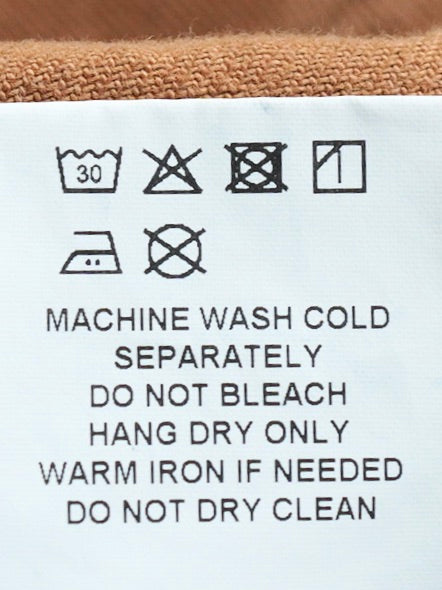 30
MACHINE WASH COLD
SEPARATELY
DO NOT BLEACH
HANG DRY ONLY
WARM IRON IF NEEDED
DO NOT DRY CLEAN